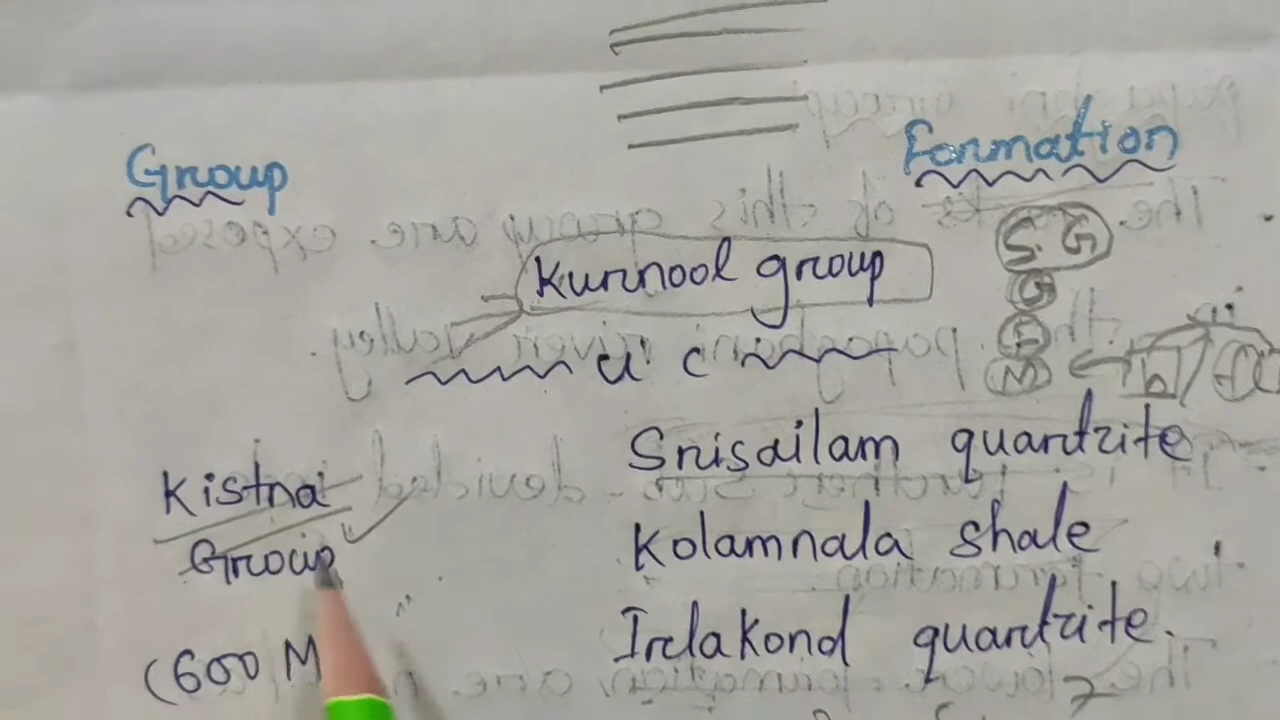 Group Formation
Kurnool group
u c
Srisailam quartzite
Kistna
Group
Kolamnala shale
Irlakond quartzite.
(600 M